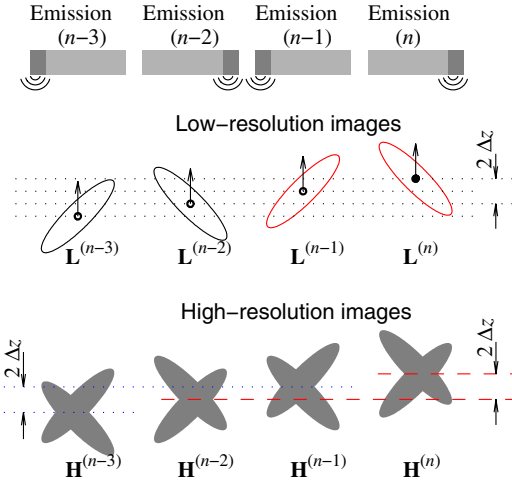 Emission Emission Emission Emission
(n−3) (n−2) (n−1) (n)
Low−resolution images
2 Δz
L(n−3) L(n−2) L(n−1) L(n)
High−resolution images
2 Δz 2 Δz
H(n−3) H(n−2) H(n−1) H(n)